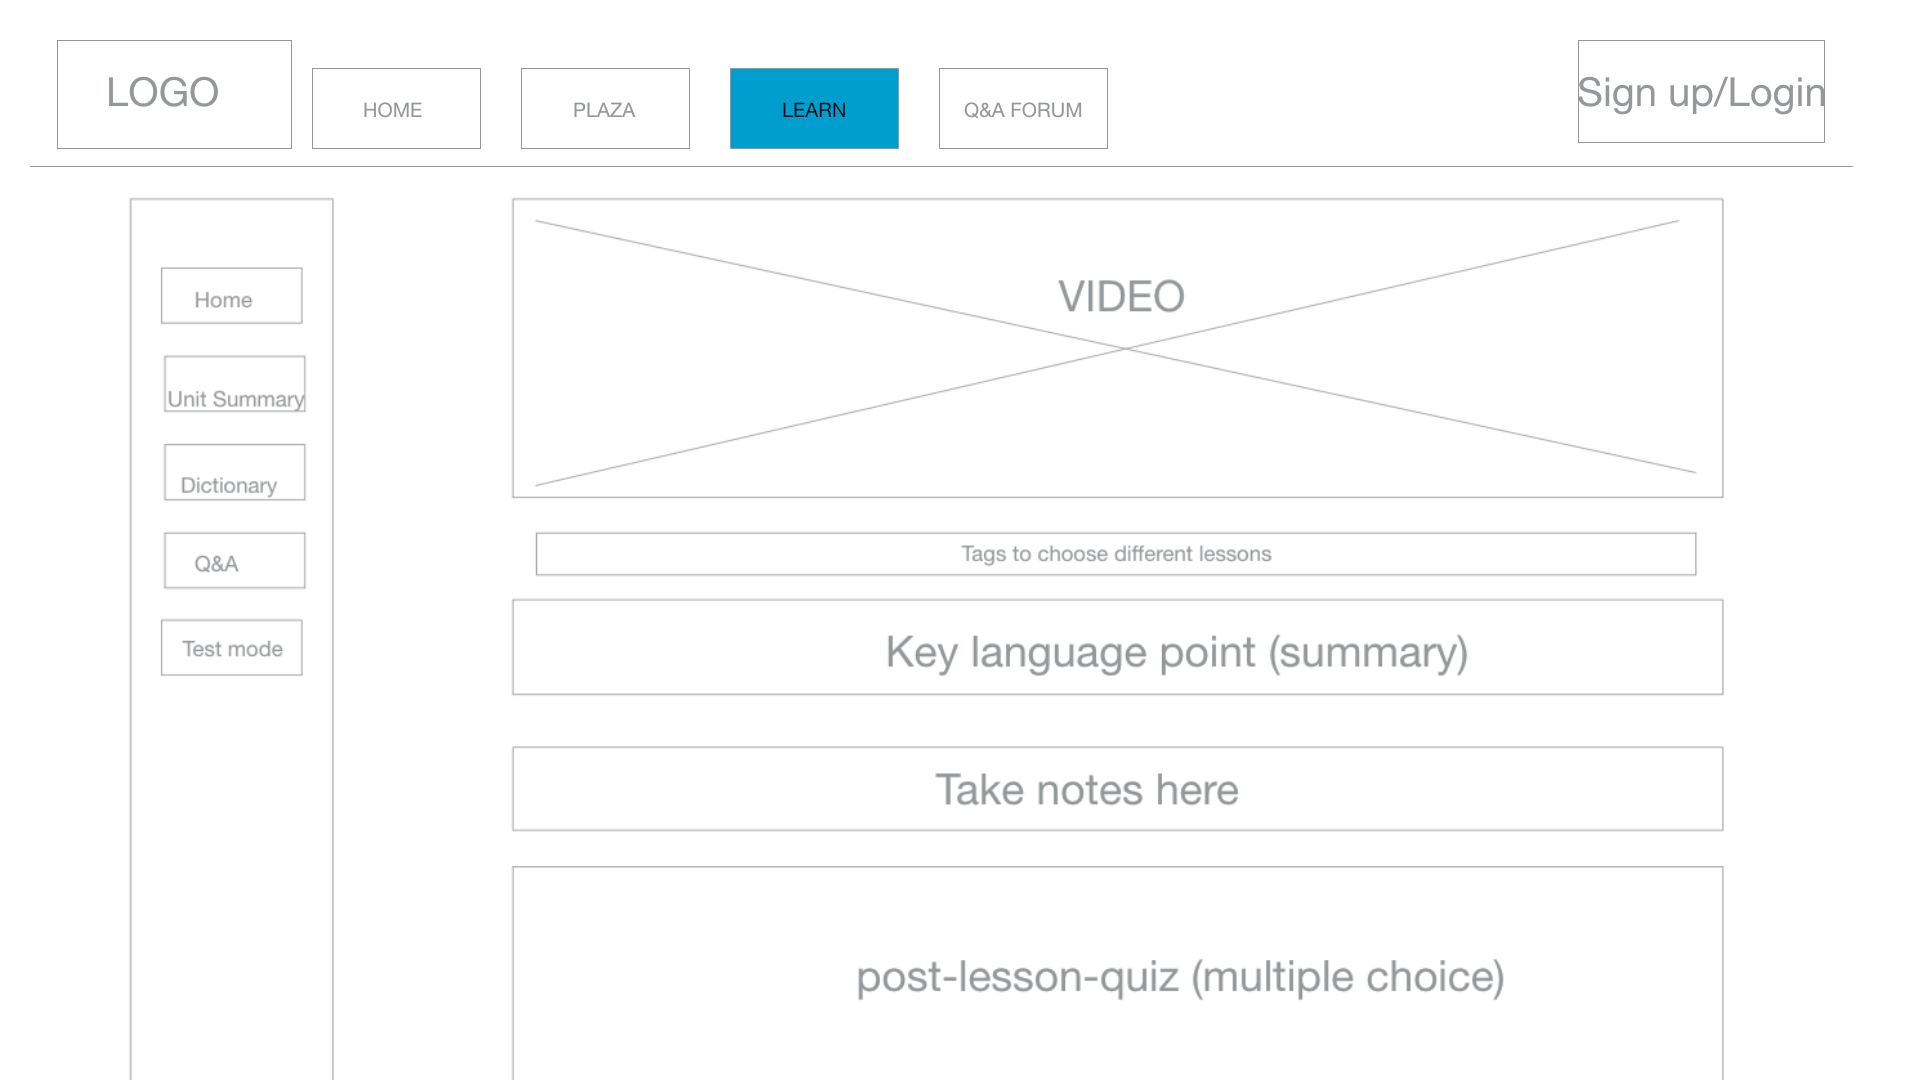 LOGO
HOME
PLAZA
LEARN
Q&A FORUM
Sign up/Login
Home
Unit Summary
Dictionary
Q&A
Test mode
VIDEO
Tags to choose different lessons
Key language point (summary)
Take notes here
post-lesson-quiz (multiple choice)